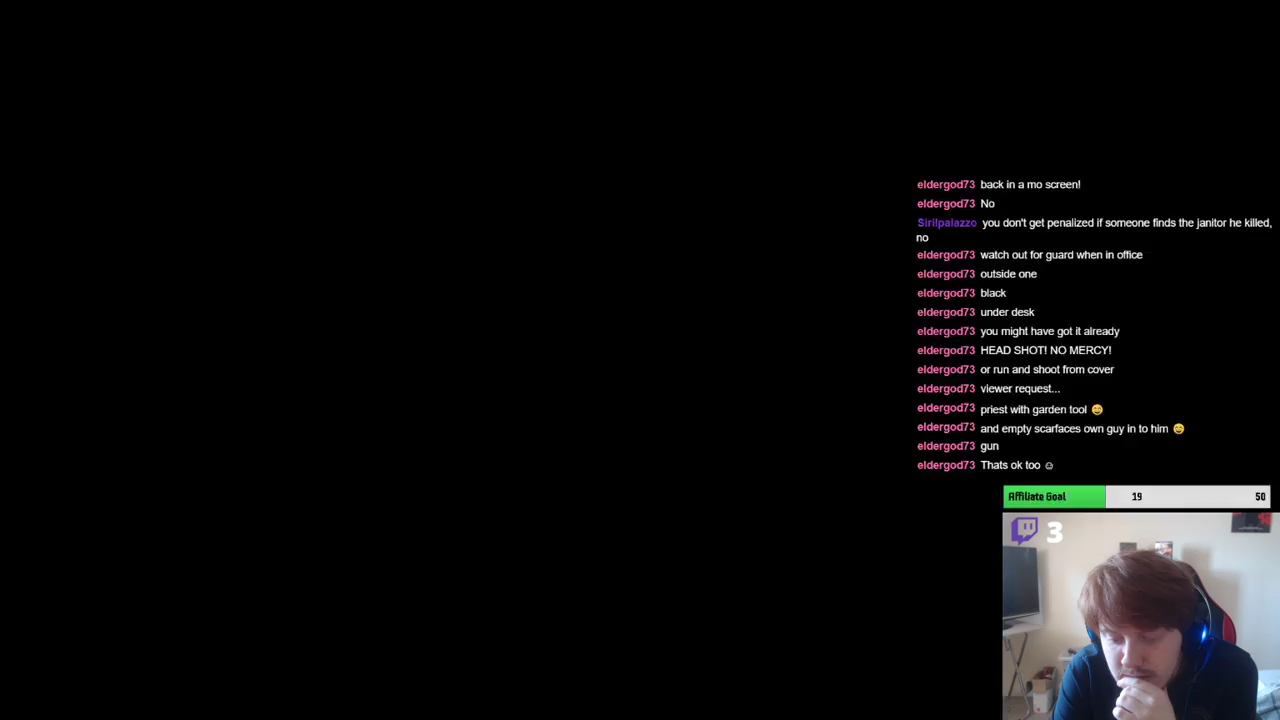 eldergod73 back in a mo screen!
eldergod73 No
Sirilpalazzo you don't get penalized if someone finds the janitor he killed,
no
eldergod73 watch out for guard when in office
eldergod73 outside one
eldergod73 black
eldergod73 under desk
eldergod73 you might have got it already
eldergod73 HEAD SHOT! NO MERCY!
eldergod73 or run and shoot from cover
eldergod73 viewer request...
eldergod73 priest with garden tool 😄
eldergod73 and empty scarfaces own guy in to him 😄
eldergod73 gun
eldergod73 Thats ok too ☺
Affiliate Goal 19 50
3